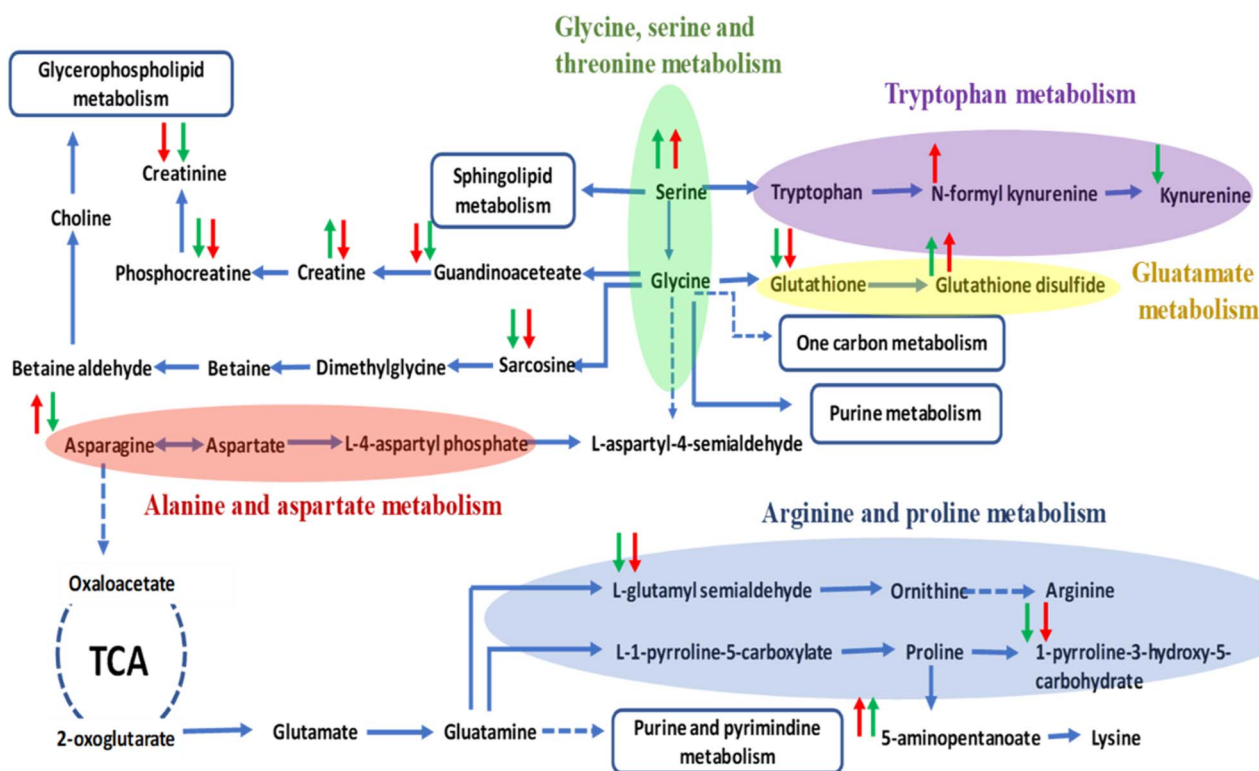 Glycine, serine and
threonine metabolism
Glycerophospholipid
metabolism
Tryptophan metabolism
Creatinine
Sphingolipid
metabolism
Serine
Tryptophan
N-formyl kynurenine
Kynurenine
Choline
Phosphocreatine
Creatine
Guandinoaceteate
Glycine
Glutathione
Glutathione disulfide
Gluatamate
metabolism
One carbon metabolism
Betaine aldehyde
Betaine
Dimethylglycine
Sarcosine
Purine metabolism
Asparagine
Aspartate
L-4-aspartyl phosphate
L-aspartyl-4-semialdehyde
Alanine and aspartate metabolism
Arginine and proline metabolism
Oxaloacetate
L-glutamyl semialdehyde
Ornithine
Arginine
TCA
L-1-pyrroline-5-carboxylate
Proline
1-pyrroline-3-hydroxy-5-
carbohydrate
2-oxoglutarate
Glutamate
Gluatamine
Purine and pyrimindine
metabolism
5-aminopentanoate
Lysine